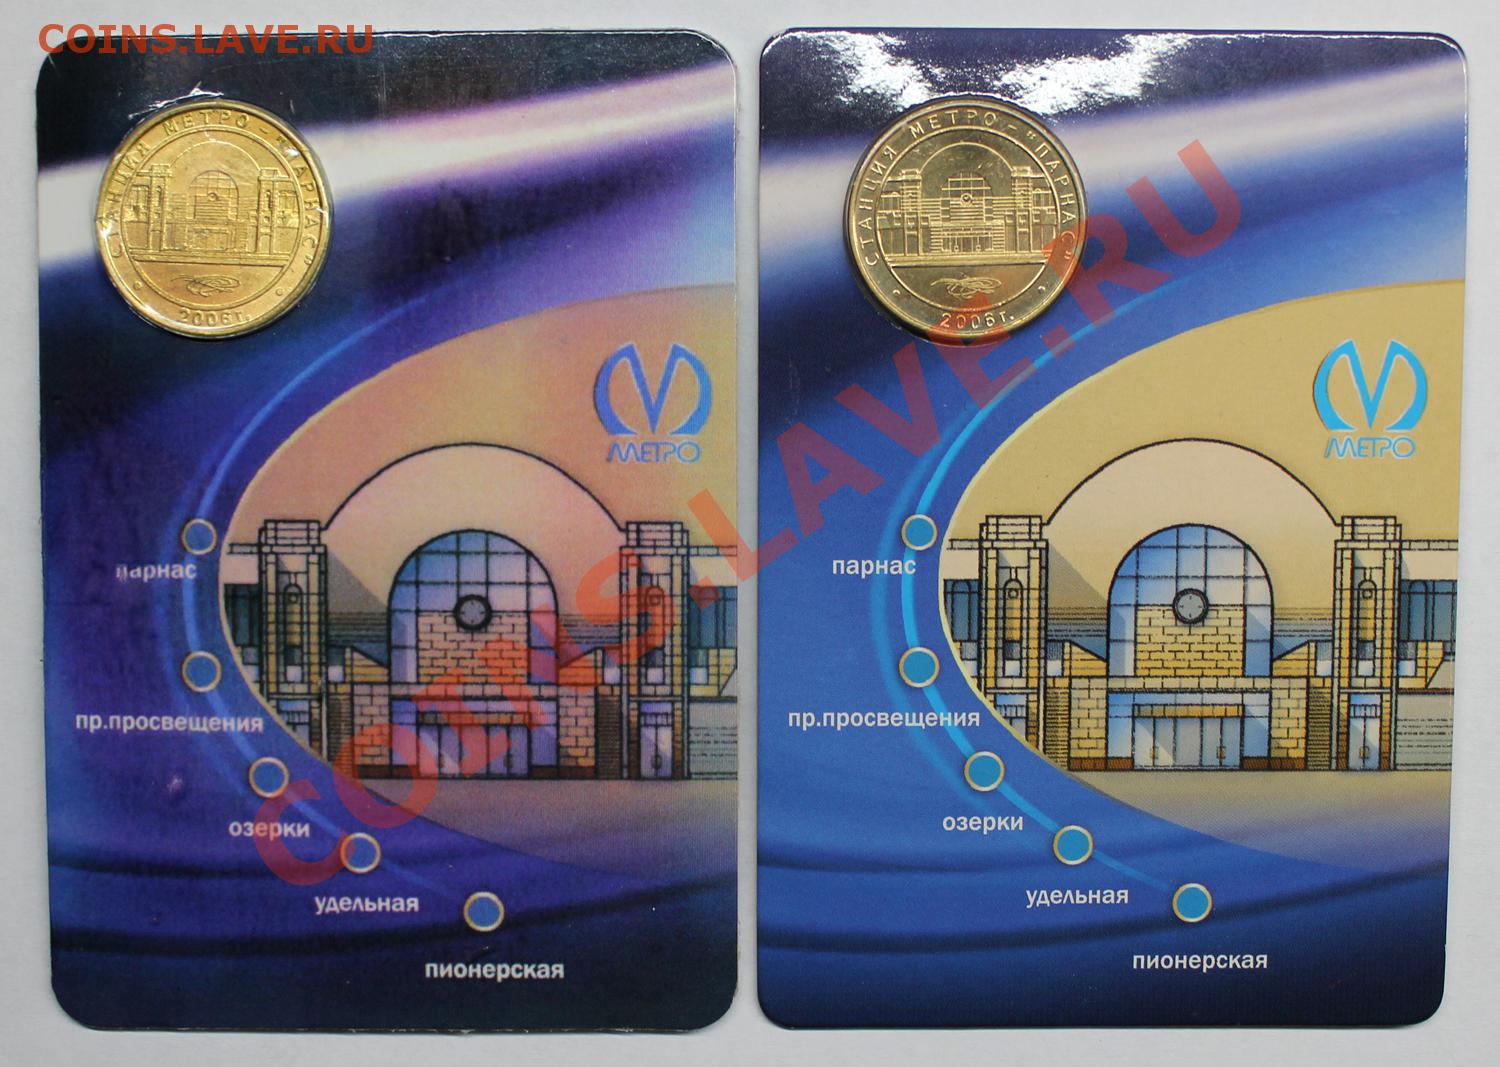 COINS.LAVE.RU
СТАНЦИЯ МЕТРО - "ПАРНАС"
2006г.
МЕТРО
парнас
пр.просвещения
озерки
удельная
пионерская
СТАНЦИЯ МЕТРО - "ПАРНАС"
2006г.
МЕТРО
парнас
пр.просвещения
озерки
удельная
пионерская
COINS.LAVE.RU